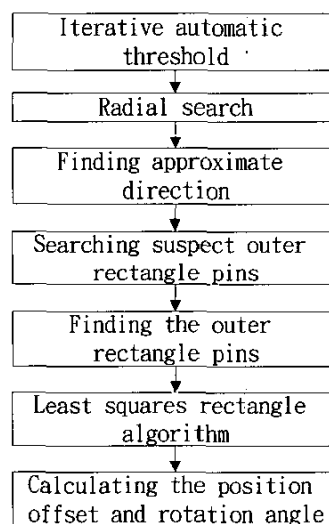 Iterative automatic
threshold
Radial search
Finding approximate
direction
Searching suspect outer
rectangle pins
Finding the outer
rectangle pins
Least squares rectangle
algorithm
Calculating the position
offset and rotation angle